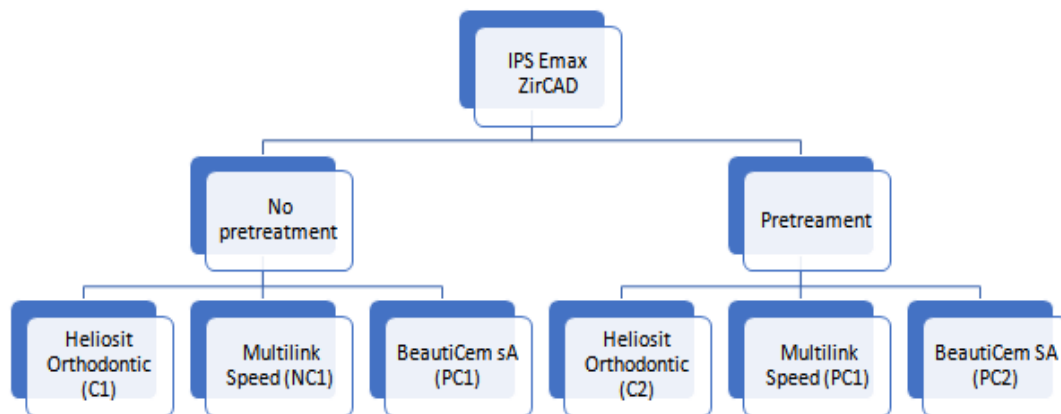 IPS Emax
ZirCAD
No
pretreatment
Pretreament
Heliosit
Orthodontic
(C1)
Multilink
Speed (NC1)
BeautiCem sA
(PC1)
Heliosit
Orthodontic
(C2)
Multilink
Speed (PC1)
BeautiCem SA
(PC2)